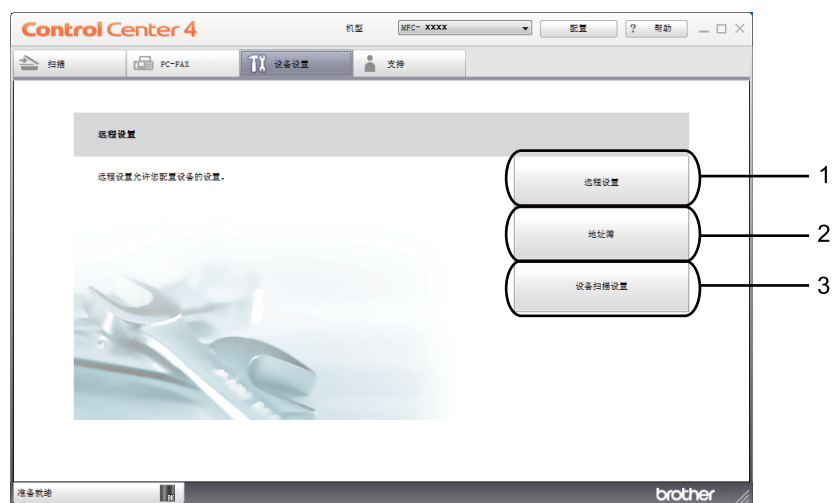 Control Center 4
机型
MFC- XXXX
配置
? 帮助
扫描
PC-FAX
设备设置
支持
远程设置
远程设置允许您配置设备的设置.
远程设置
1
地址簿
2
设备扫描设置
3
准备就绪
BK
brother